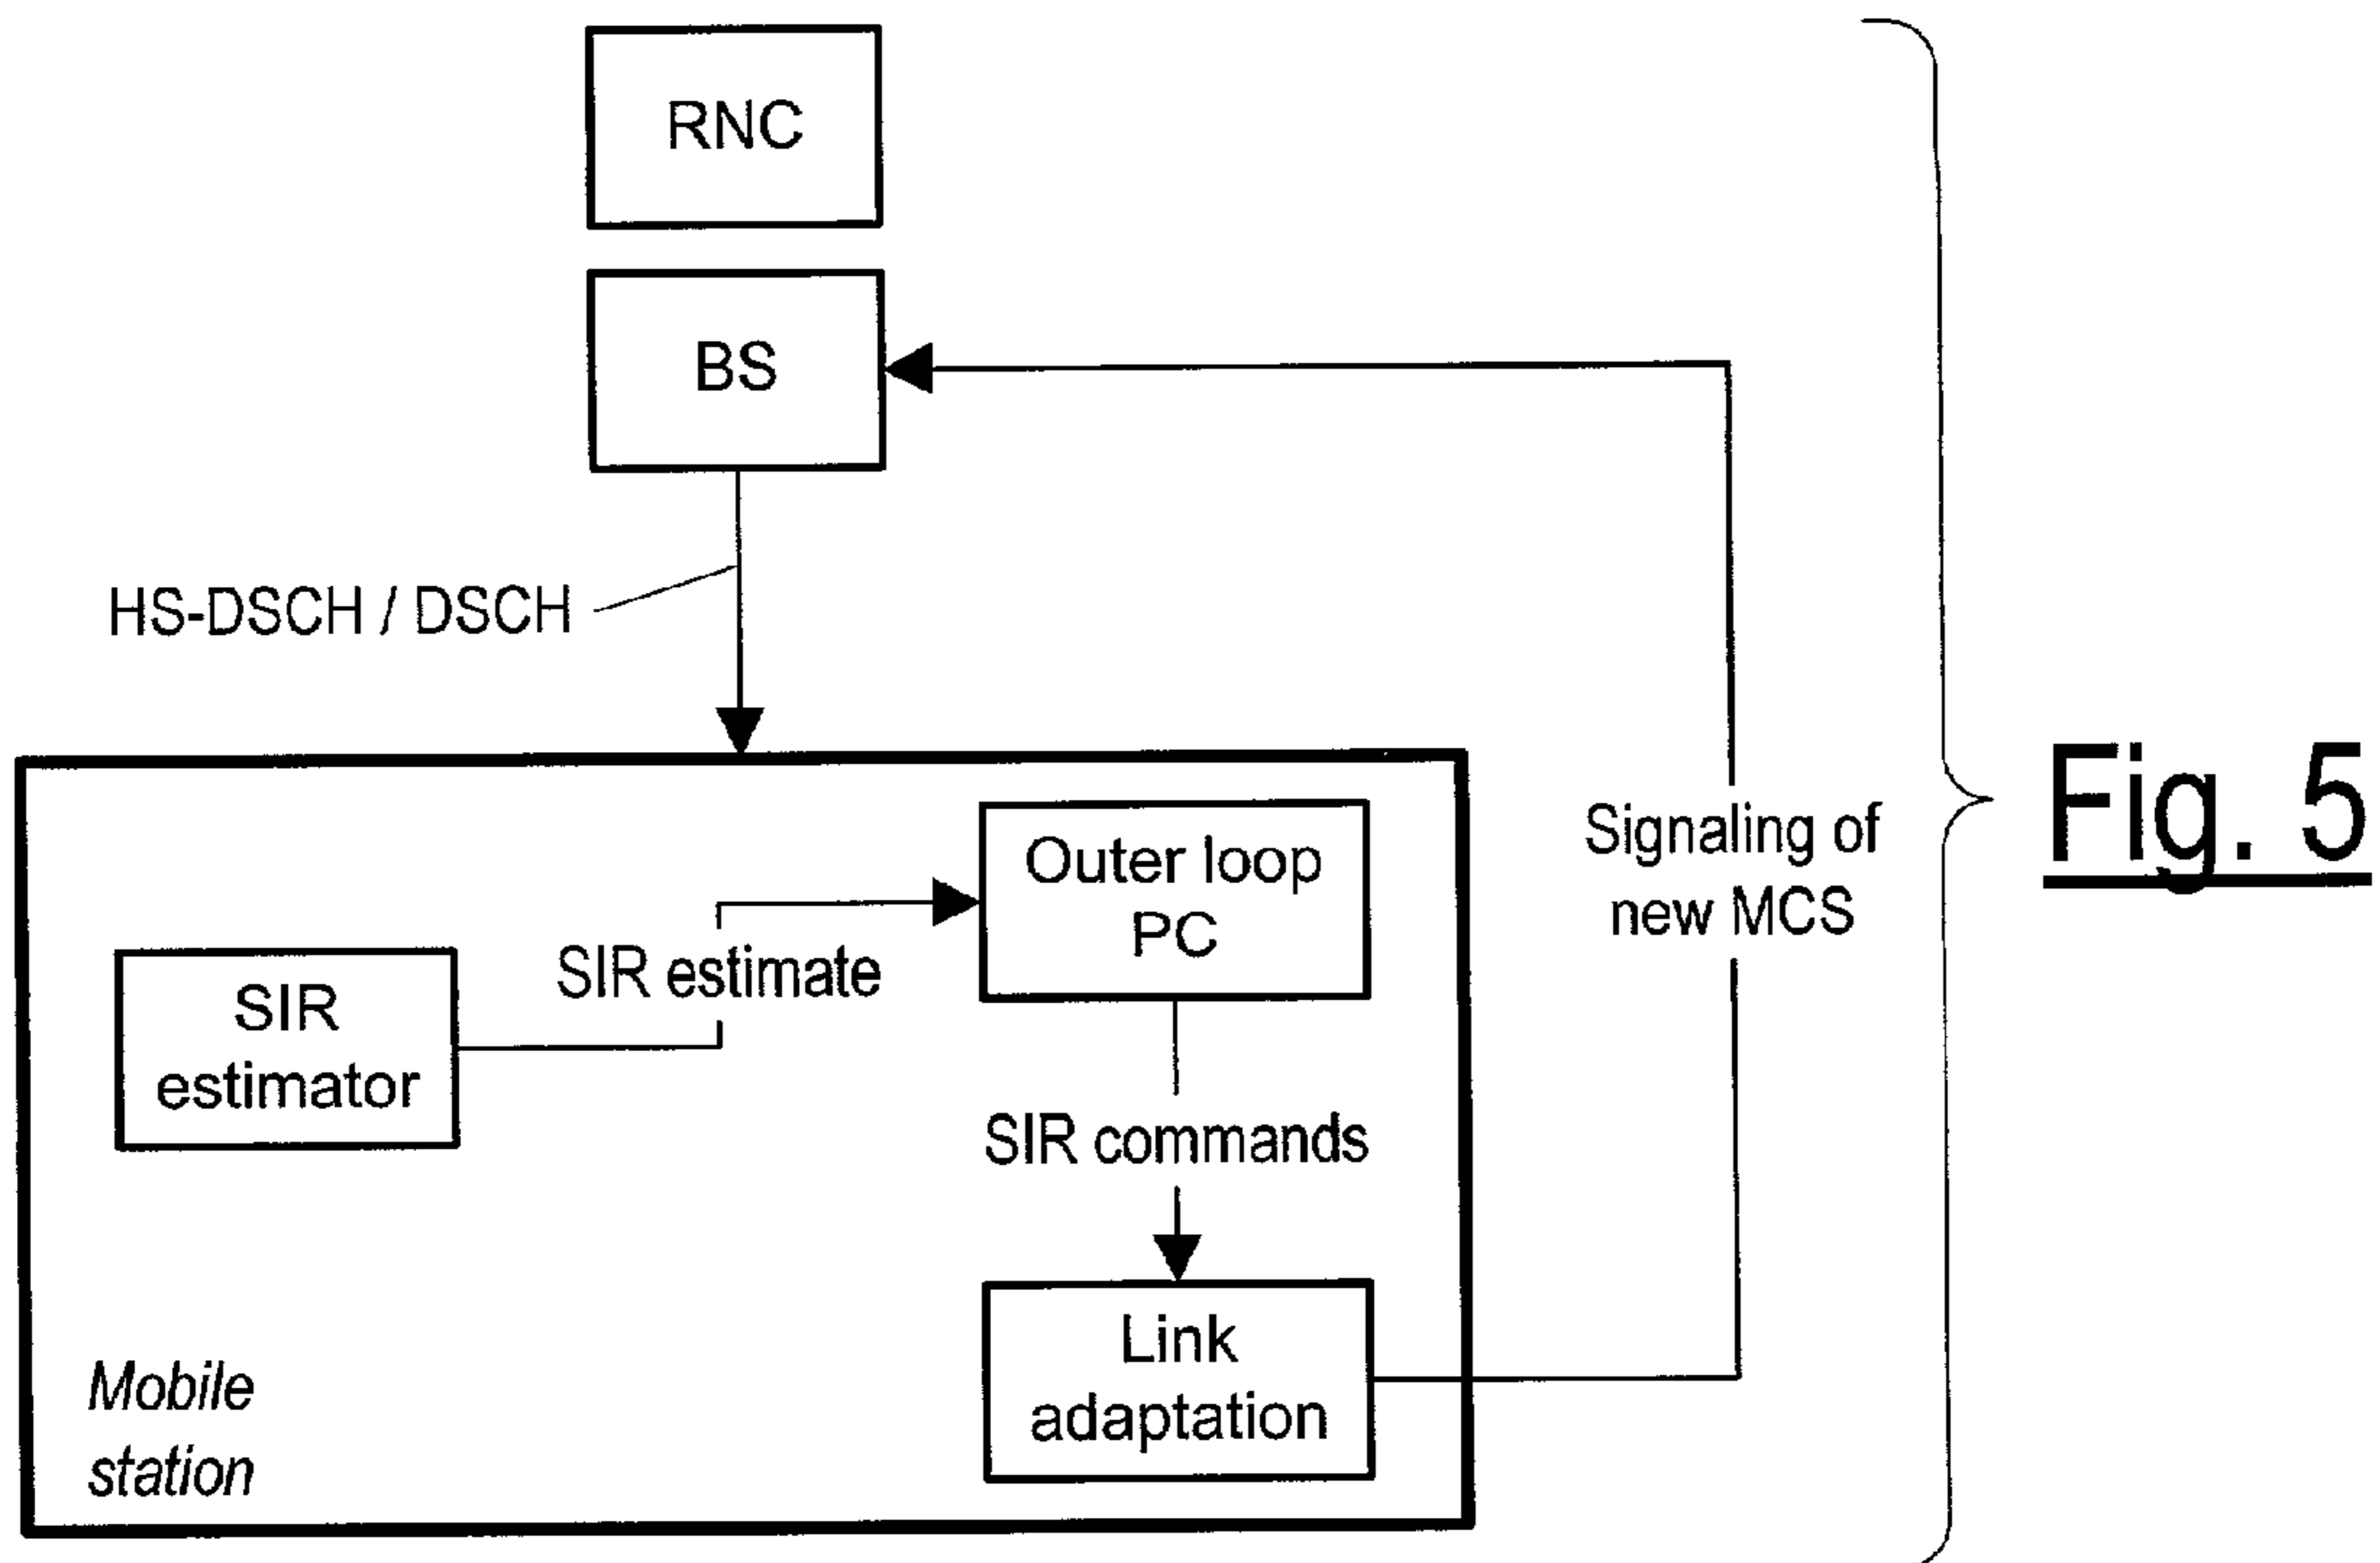 RNC
BS
HS-DSCH / DSCH
Fig. 5
Signaling of
new MCS
Outer loop
PC
SIR estimate
SIR
estimator
SIR commands
Link
adaptation
Mobile
station